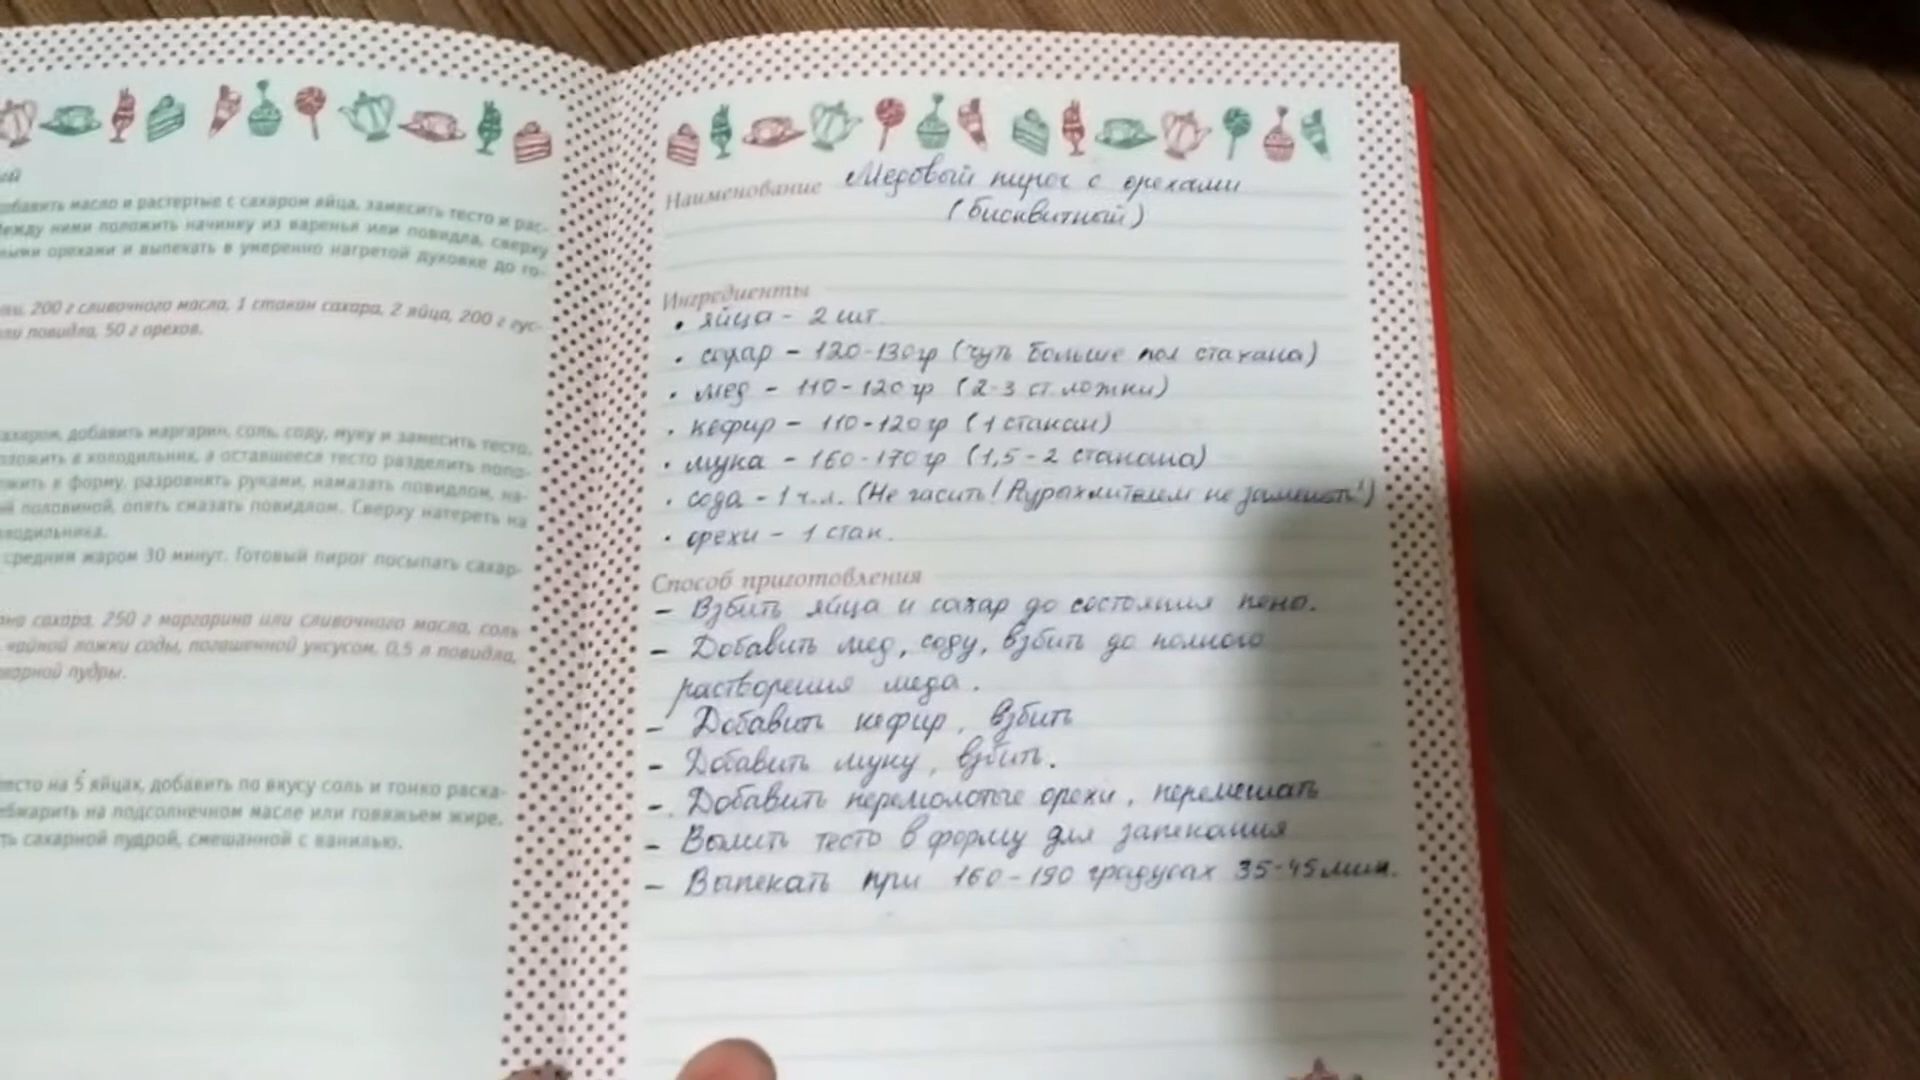 ей
добавить масло и растертые с сахаром яйца, замесить тесто и рас-
Между ними положить начинку из варенья или повидла, сверху
орехами и выпекать в умеренно нагретой духовке до го-
200 г сливочного масла, 1 стакан сахара, 2 яйца, 200 г гус-
или повидла, 50 г орехов.
сахаром, добавить маргарин, соль, соду, муку и замесить тесто.
положить в холодильник, а оставшееся тесто разделить попо-
в форму, разровнять руками, намазать повидлом, на-
половиной, опять смазать повидлом. Сверху натереть на
холодильника.
средним жаром 30 минут. Готовый пирог посыпать сахар-
сахара, 250 г маргарина или сливочного масла, соль
чайной ложки соды, погашенной уксусом, 0,5 л повидла,
сахарной пудры.
тесто на 5 яйцах, добавить по вкусу соль и тонко раска-
обжарить на подсолнечном масле или говяжьем жире,
сахарной пудрой, смешанной с ванилью.
Наименование Медовый пирог с орехами
(бисквитный)
Ингредиенты
• яйца - 2 шт.
• сахар - 120-130гр (чуть больше пол стакана)
• мед - 110-120 гр (2-3 ст. ложки)
• кефир - 110-120 гр (1 стакан)
• мука - 160-170 гр (1,5-2 стакана)
• сода - 1 ч.л. (Не гасить! Разрыхлителем не заменять!)
• орехи - 1 стак.
Способ приготовления
- Взбить яйца и сахар до состояния пены.
- Добавить мед, соду, взбить до полного
растворения меда.
- Добавить кефир, взбить
- Добавить муку, взбить.
- Добавить перемолотые орехи, перемешать
- Вылить тесто в форму для запекания
- Выпекать при 160-190 градусах 35-45 мин.